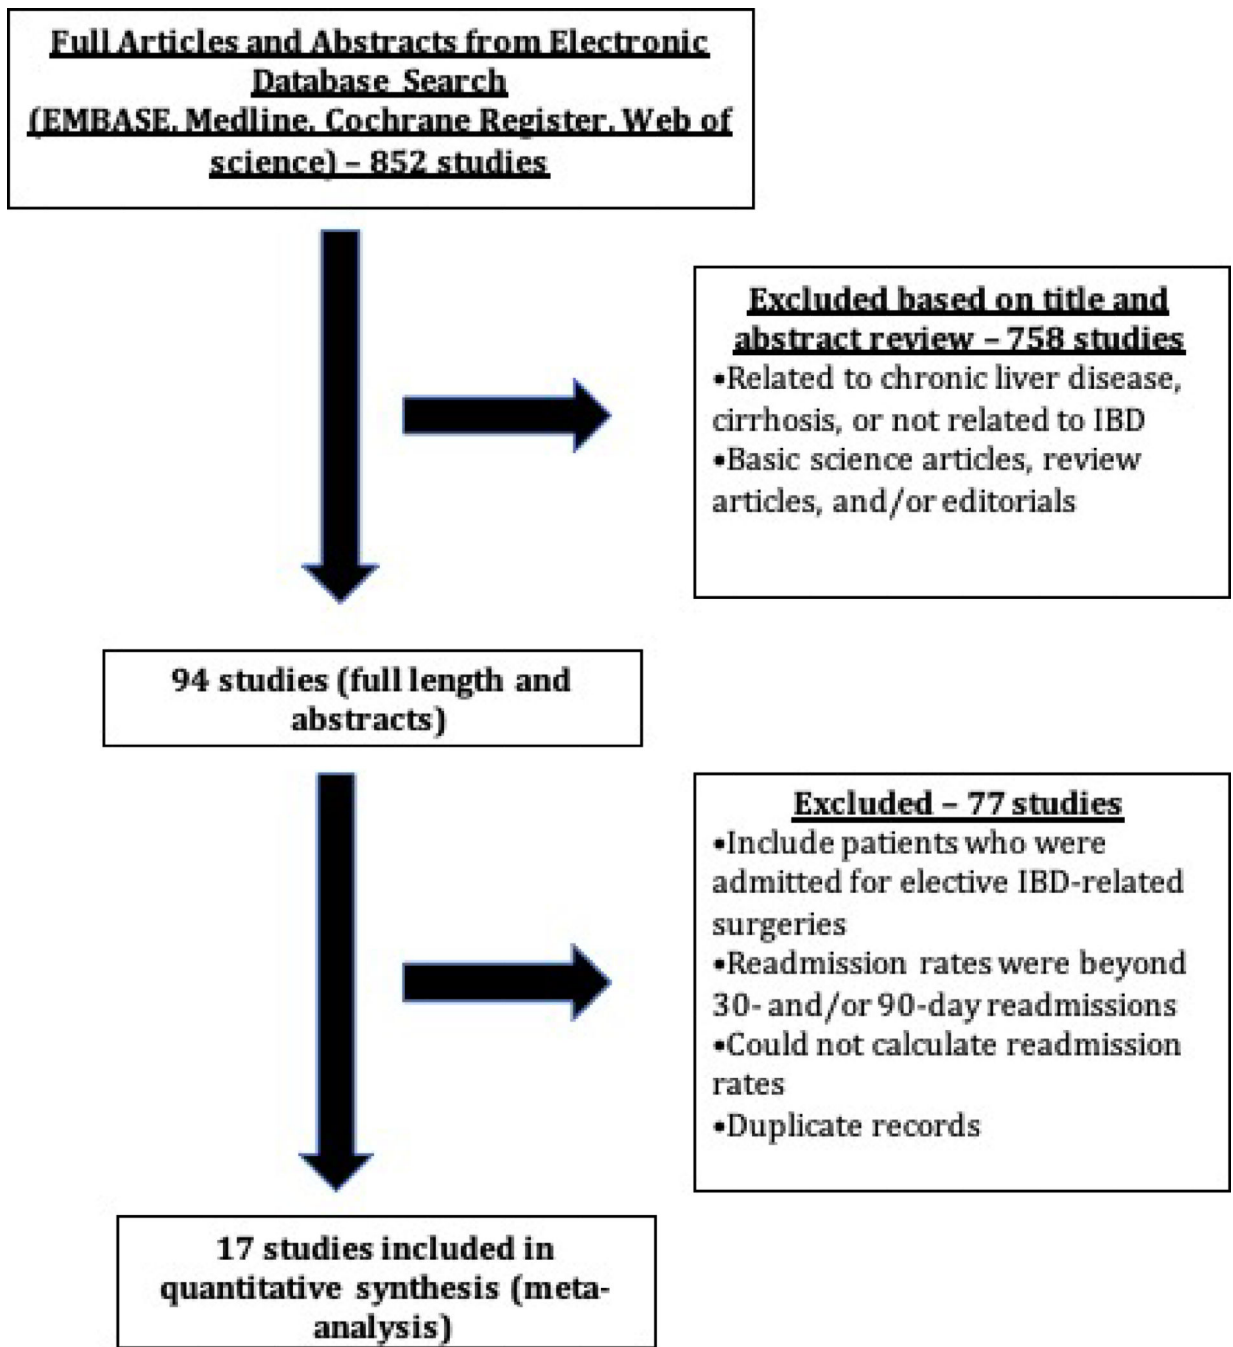 Full Articles and Abstracts from Electronic
Database Search
(EMBASE, Medline, Cochrane Register, Web of
science) – 852 studies
Excluded based on title and
abstract review – 758 studies
•Related to chronic liver disease,
cirrhosis, or not related to IBD
•Basic science articles, review
articles, and/or editorials
94 studies (full length and
abstracts)
Excluded – 77 studies
•Include patients who were
admitted for elective IBD-related
surgeries
•Readmission rates were beyond
30- and/or 90-day readmissions
•Could not calculate readmission
rates
•Duplicate records
17 studies included in
quantitative synthesis (meta-
analysis)